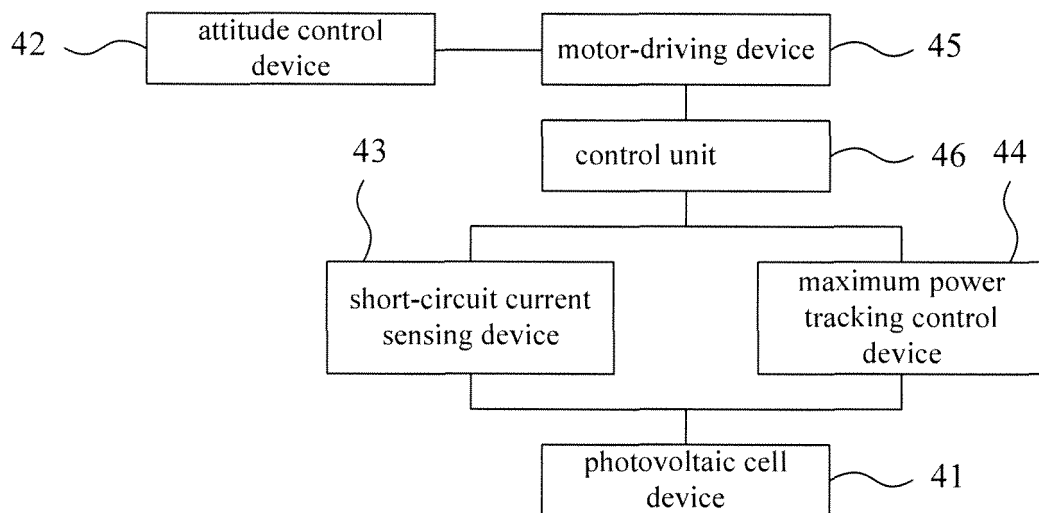 42
attitude control
device
motor-driving device
45
control unit
46
43
44
short-circuit current
sensing device
maximum power
tracking control
device
photovoltaic cell
device
41